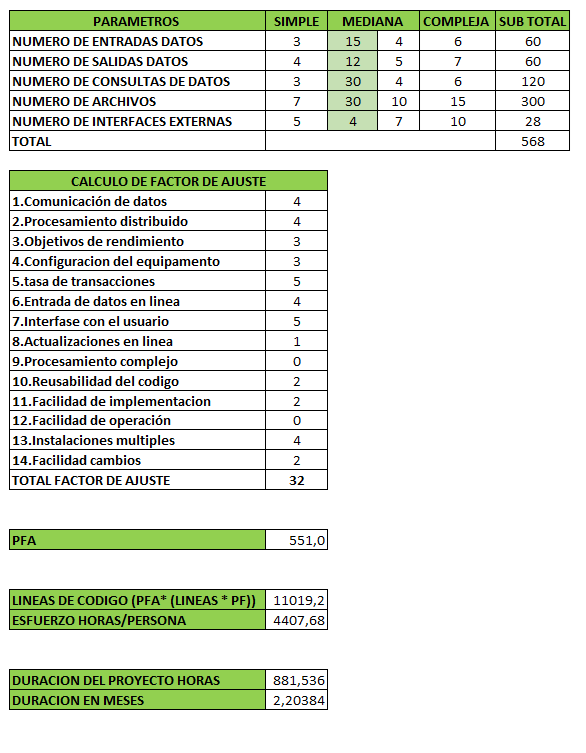 PARAMETROS SIMPLE MEDIANA COMPLEJA SUB TOTAL
NUMERO DE ENTRADAS DATOS 3 15 4 6 60
NUMERO DE SALIDAS DATOS 4 12 5 7 60
NUMERO DE CONSULTAS DE DATOS 3 30 4 6 120
NUMERO DE ARCHIVOS 7 30 10 15 300
NUMERO DE INTERFACES EXTERNAS 5 4 7 10 28
TOTAL 568
CALCULO DE FACTOR DE AJUSTE
1.Comunicación de datos 4
2.Procesamiento distribuido 4
3.Objetivos de rendimiento 3
4.Configuracion del equipamento 3
5.tasa de transacciones 5
6.Entrada de datos en linea 4
7.Interfase con el usuario 5
8.Actualizaciones en linea 1
9.Procesamiento complejo 0
10.Reusabilidad del codigo 2
11.Facilidad de implementacion 2
12.Facilidad de operación 0
13.Instalaciones multiples 4
14.Facilidad cambios 2
TOTAL FACTOR DE AJUSTE 32
PFA 551,0
LINEAS DE CODIGO (PFA* (LINEAS * PF)) 11019,2
ESFUERZO HORAS/PERSONA 4407,68
DURACION DEL PROYECTO HORAS 881,536
DURACION EN MESES 2,20384